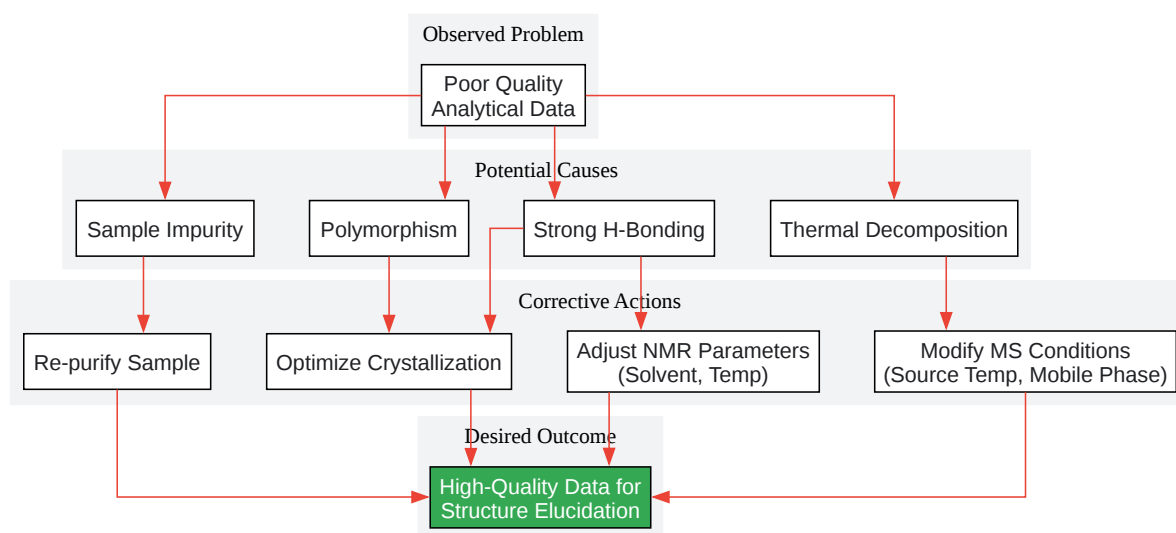 Observed Problem
Poor Quality
Analytical Data
Potential Causes
Sample Impurity
Polymorphism
Strong H-Bonding
Thermal Decomposition
Corrective Actions
Re-purify Sample
Optimize Crystallization
Adjust NMR Parameters
(Solvent, Temp)
Modify MS Conditions
(Source Temp, Mobile Phase)
Desired Outcome
High-Quality Data for
Structure Elucidation